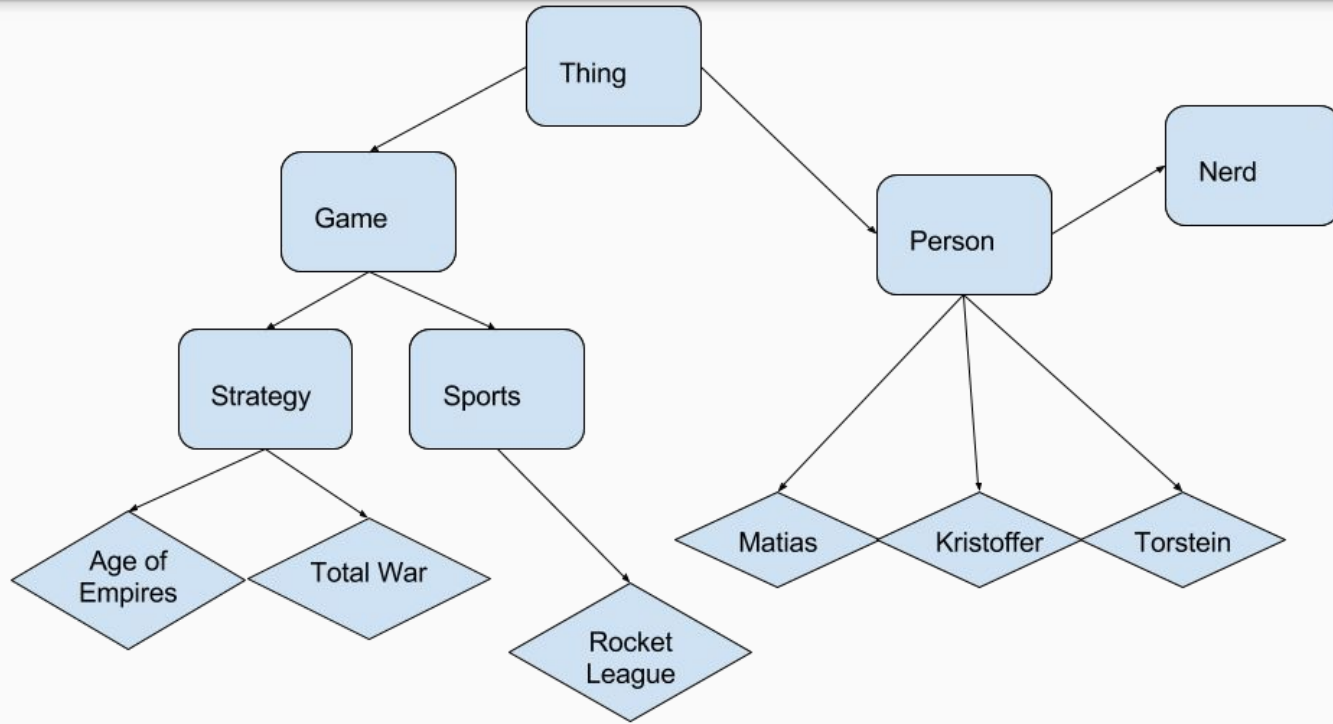 Thing
Nerd
Game
Person
Strategy
Sports
Age of
Empires
Total War
Matias
Kristoffer
Torstein
Rocket
League